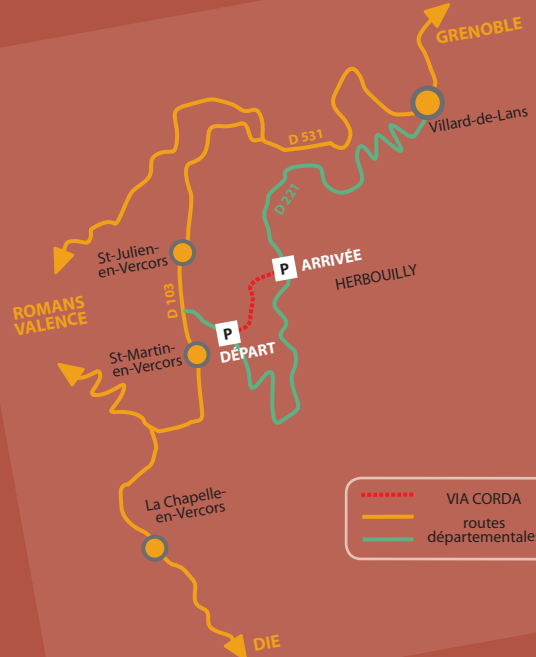 GRENOBLE
Villard-de-Lans
D 531
D 221
St-Julien-
en-Vercors
P ARRIVÉE
HERBOUILLY
ROMANS
VALENCE
D 103
P
DÉPART
St-Martin-
en-Vercors
La Chapelle-
en-Vercors
VIA CORDA
routes
départementale
DIE